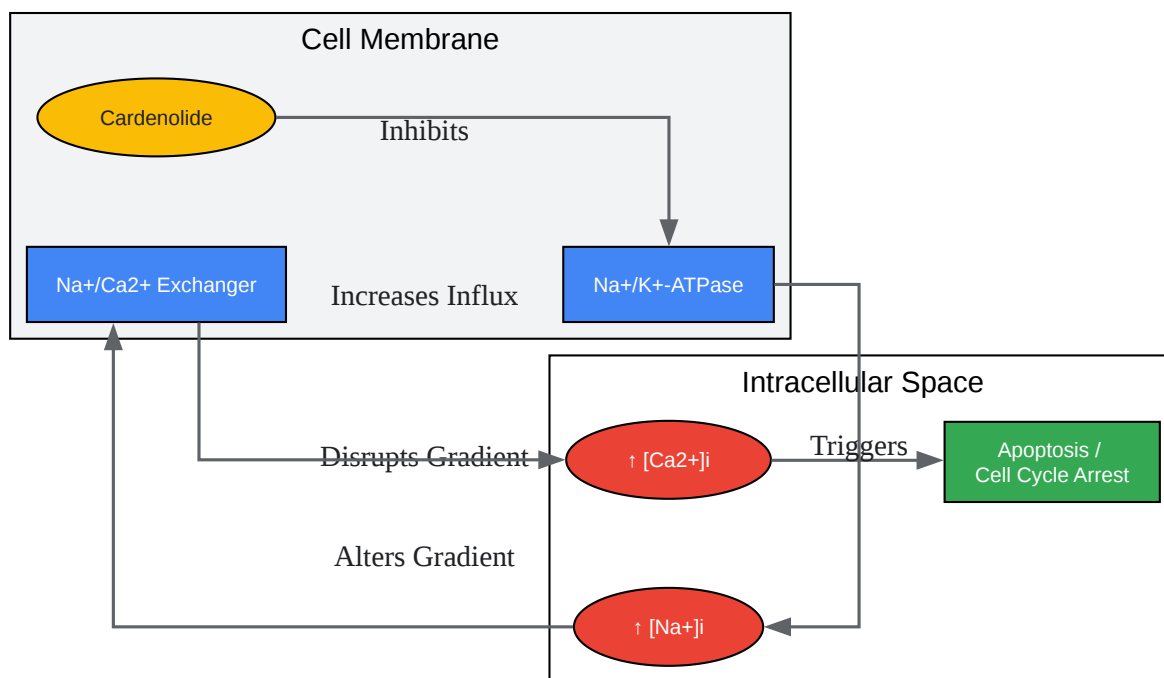 Cell Membrane
Cardenolide
Inhibits
Na+/Ca2+ Exchanger
Increases Influx
Na+/K+-ATPase
Intracellular Space
Disrupts Gradient
↑ [Ca2+]i
Triggers
Apoptosis /
Cell Cycle Arrest
Alters Gradient
↑ [Na+]i